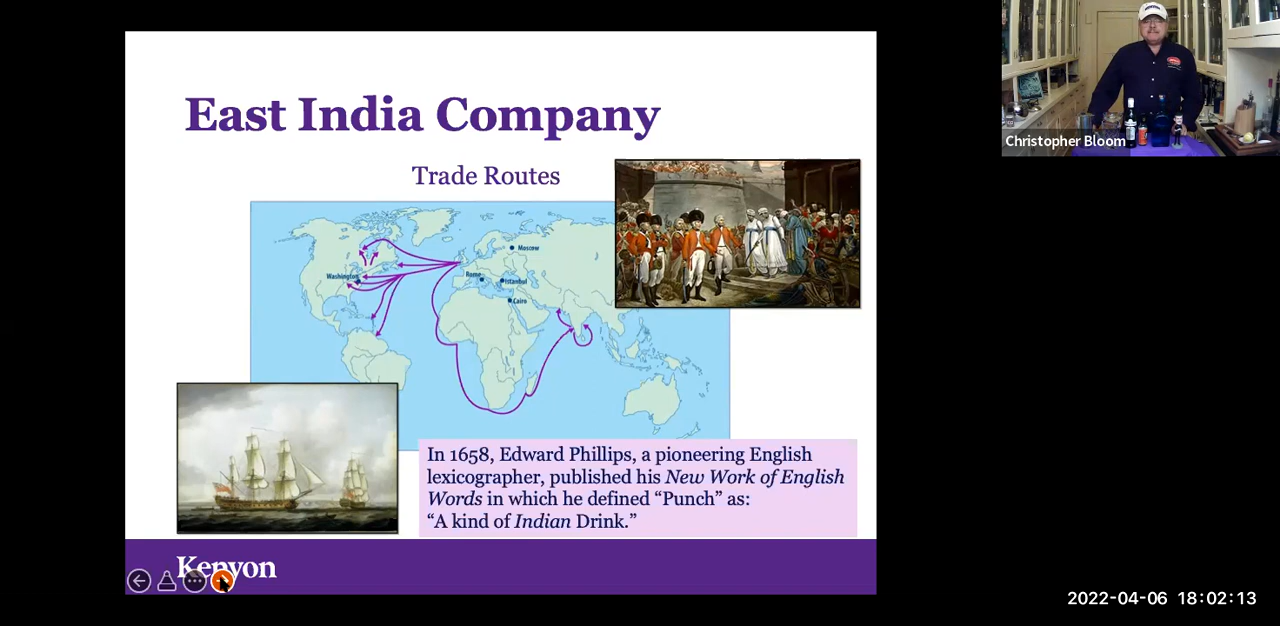 East India Company
Trade Routes
Moscow
Washington
Rome
Istanbul
Cairo
In 1658, Edward Phillips, a pioneering English
lexicographer, published his New Work of English
Words in which he defined “Punch” as:
“A kind of Indian Drink.”
Kenyon
Christopher Bloom
2022-04-06 18:02:13